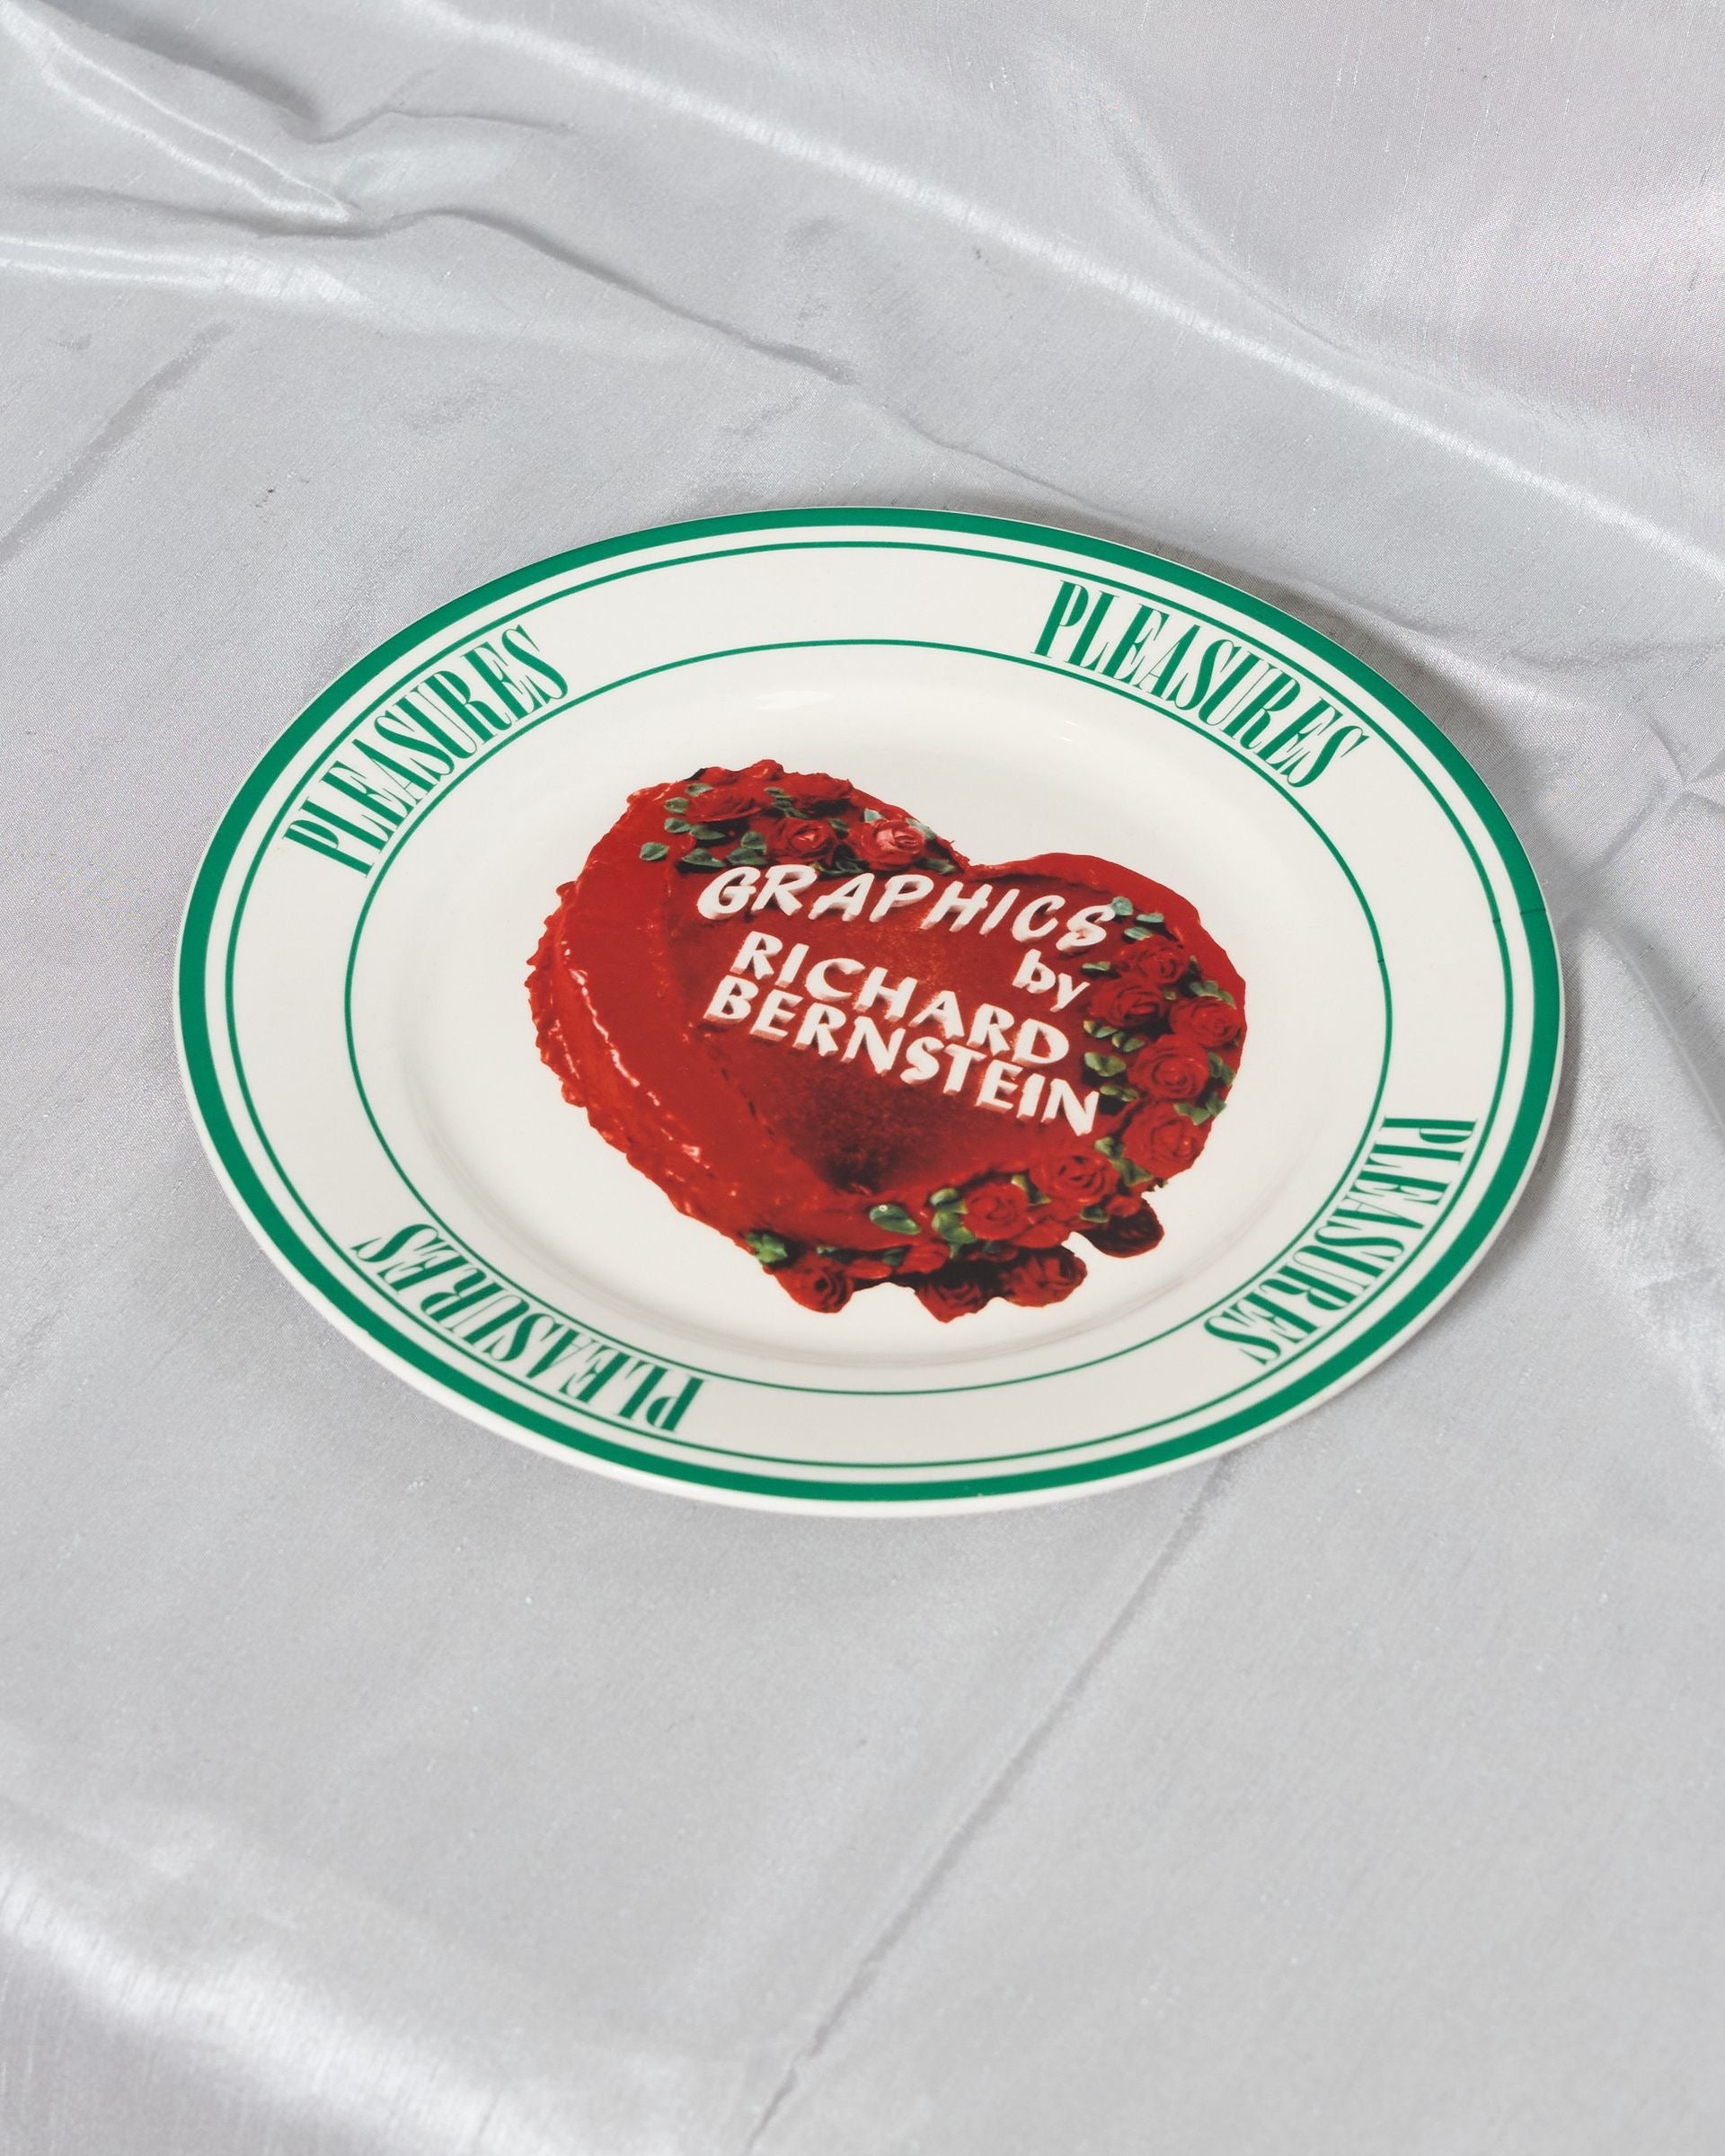 PLEASURES
PLEASURES
GRAPHICS
by
RICHARD
BERNSTEIN
PLEASURES
PLEASURES